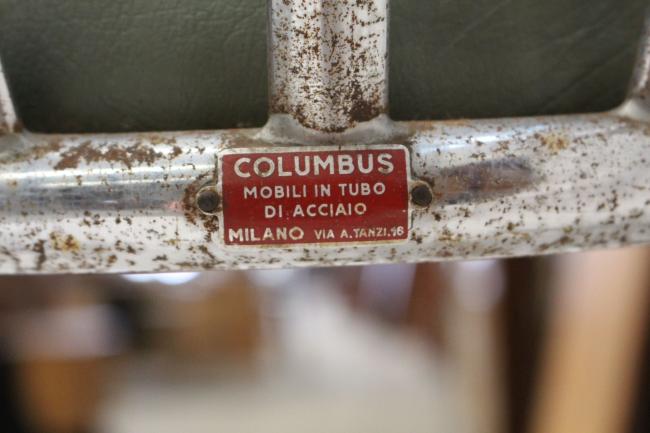 COLUMBUS
MOBILI IN TUBO
DI ACCIAIO
MILANO VIA A.TANZI.16